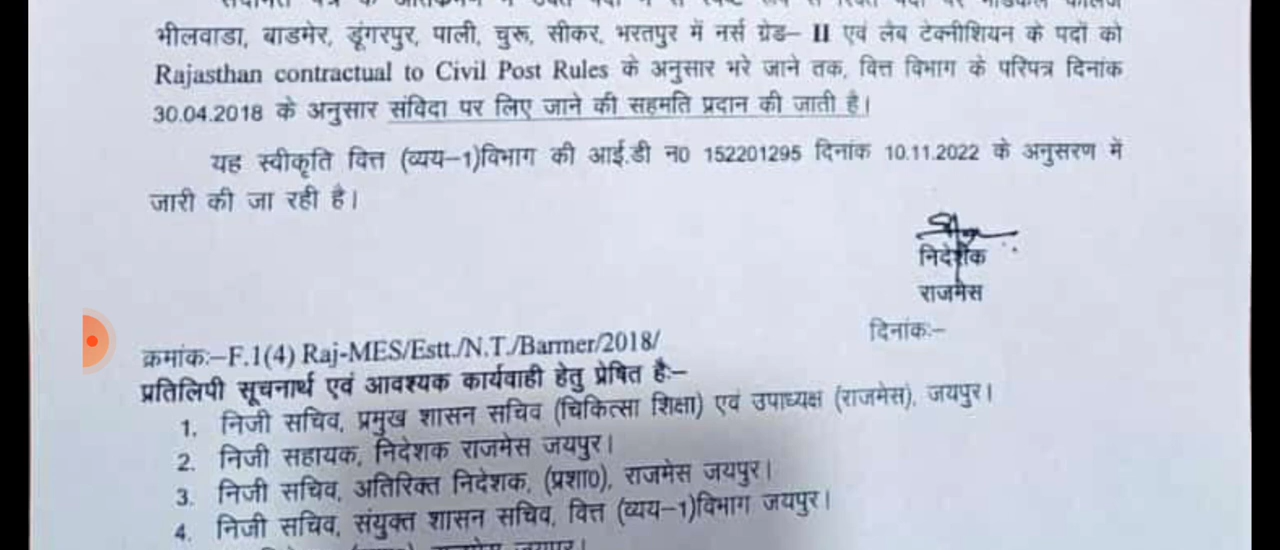 भीलवाडा, बाडमेर, डूंगरपुर, पाली, चुरू, सीकर, भरतपुर में नर्स ग्रेड– II एवं लैब टेक्नीशियन के पदों को
Rajasthan contractual to Civil Post Rules के अनुसार भरे जाने तक, वित्त विभाग के परिपत्र दिनांक
30.04.2018 के अनुसार संविदा पर लिए जाने की सहमति प्रदान की जाती है।
यह स्वीकृति वित्त (व्यय–1)विभाग की आई.डी न0 152201295 दिनांक 10.11.2022 के अनुसरण में
जारी की जा रही है।
निदेशक
राजमेस
दिनांकः–
क्रमांकः–F.1(4) Raj-MES/Estt./N.T./Barmer/2018/
प्रतिलिपी सूचनार्थ एवं आवश्यक कार्यवाही हेतु प्रेषित हैः–
1. निजी सचिव, प्रमुख शासन सचिव (चिकित्सा शिक्षा) एवं उपाध्यक्ष (राजमेस), जयपुर।
2. निजी सहायक, निदेशक राजमेस जयपुर।
3. निजी सचिव, अतिरिक्त निदेशक, (प्रशा0), राजमेस जयपुर।
4. निजी सचिव, संयुक्त शासन सचिव, वित्त (व्यय–1)विभाग जयपुर।